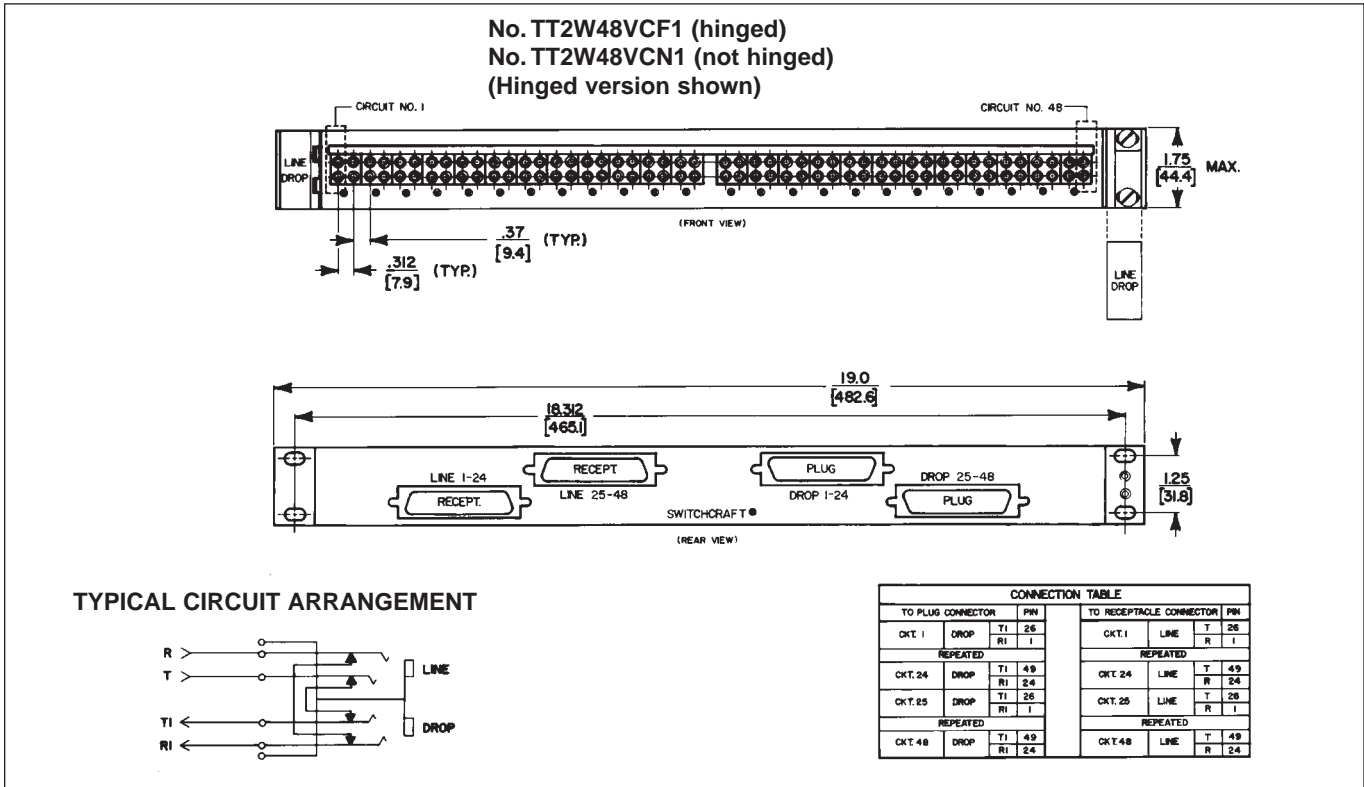 No. TT2W48VCF1 (hinged)
No. TT2W48VCN1 (not hinged)
(Hinged version shown)
CIRCUIT NO. 1
CIRCUIT NO. 48
LINE
DROP
1.75
[44.4]
MAX.
(FRONT VIEW)
.37
[9.4]
(TYP.)
.312
[7.9]
(TYP.)
LINE
DROP
19.0
[482.6]
18.312
[465.1]
LINE 1-24
RECEPT.
RECEPT
LINE 25-48
PLUG
DROP 1-24
DROP 25-48
PLUG
1.25
[31.8]
SWITCHCRAFT®
(REAR VIEW)
TYPICAL CIRCUIT ARRANGEMENT
R
T
T1
R1
LINE
DROP
CONNECTION TABLE
TO PLUG CONNECTOR PIN TO RECEPTACLE CONNECTOR PIN
CKT. 1 DROP T1 26 CKT. 1 LINE T 26
R1 1 R 1
REPEATED REPEATED
CKT. 24 DROP T1 49 CKT. 24 LINE T 49
R1 24 R 24
CKT. 25 DROP T1 26 CKT. 25 LINE T 26
R1 1 R 1
REPEATED REPEATED
CKT. 48 DROP T1 49 CKT. 48 LINE T 49
R1 24 R 24